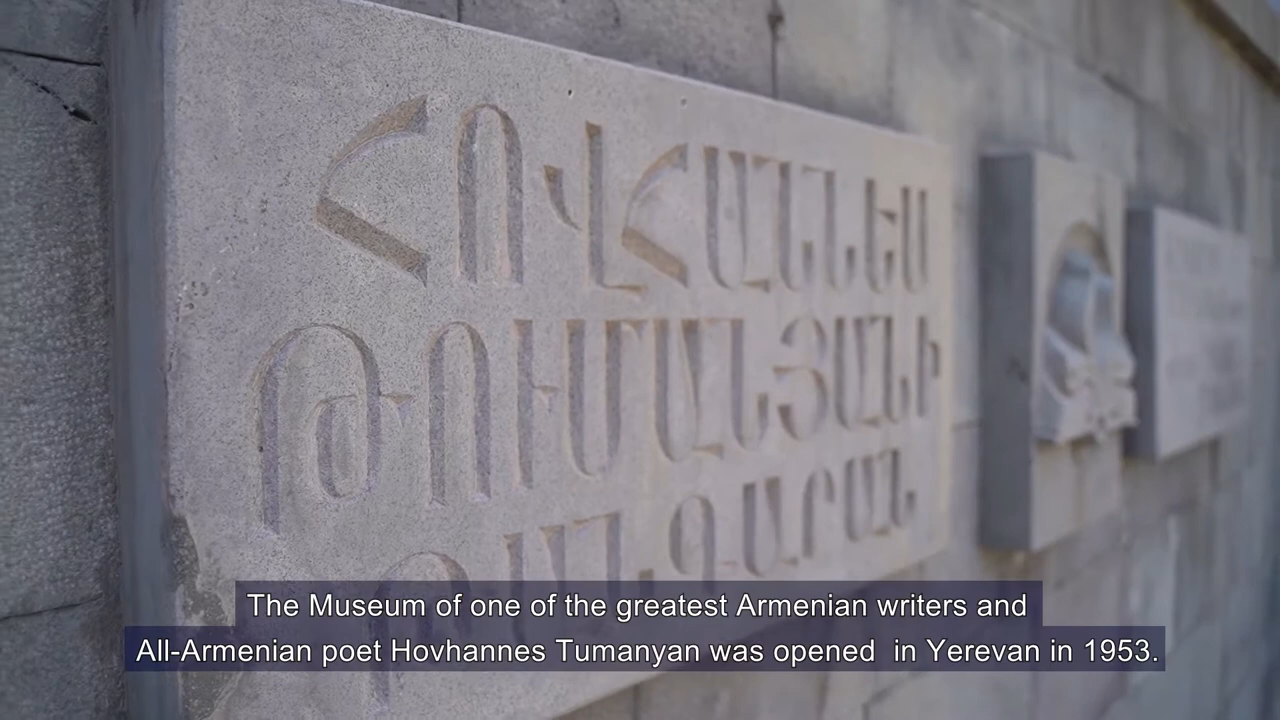 ՀՈՎՀԱՆՆԵՍ
ԹՈՒՄԱՆՅԱՆԻ
ԹԱՆԳԱՐԱՆ
The Museum of one of the greatest Armenian writers and
All-Armenian poet Hovhannes Tumanyan was opened in Yerevan in 1953.